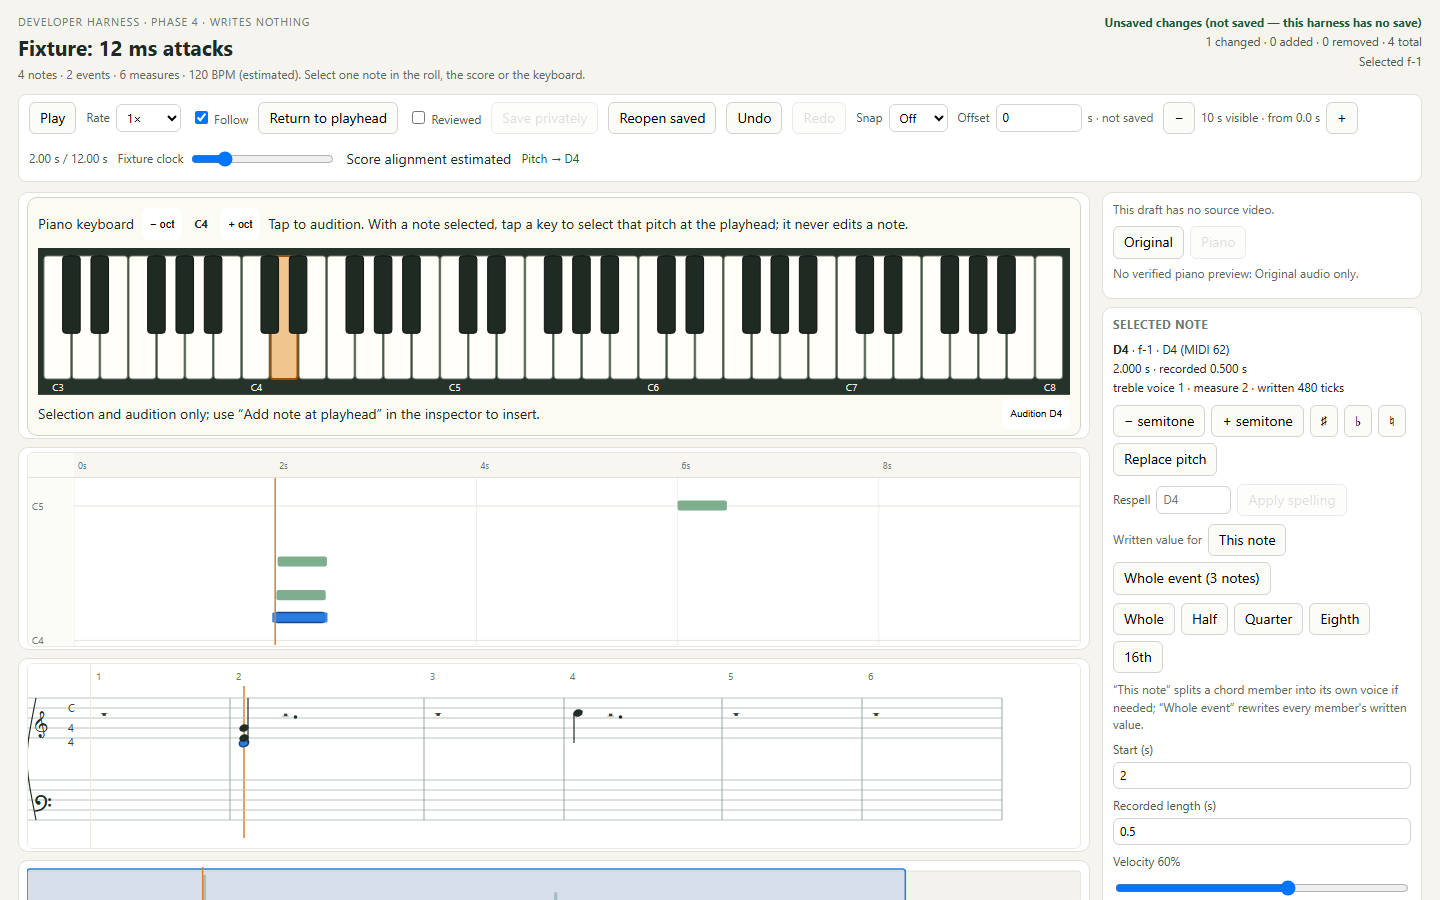 DEVELOPER HARNESS · PHASE 4 · WRITES NOTHING
Fixture: 12 ms attacks
4 notes · 2 events · 6 measures · 120 BPM (estimated). Select one note in the roll, the score or the keyboard.
Unsaved changes (not saved — this harness has no save)
1 changed · 0 added · 0 removed · 4 total
Selected f-1
Play Rate 1× Follow Return to playhead Reviewed Save privately Reopen saved Undo Redo Snap Off Offset 0 s · not saved − 10 s visible · from 0.0 s +
2.00 s / 12.00 s Fixture clock Score alignment estimated Pitch → D4
Piano keyboard − oct C4 + oct Tap to audition. With a note selected, tap a key to select that pitch at the playhead; it never edits a note.
C3 C4 C5 C6 C7 C8
Selection and audition only; use “Add note at playhead” in the inspector to insert. Audition D4
0s 2s 4s 6s 8s
C5
C4
1 2 3 4 5 6
C
4
4
This draft has no source video.
Original Piano
No verified piano preview: Original audio only.
SELECTED NOTE
D4 · f-1 · D4 (MIDI 62)
2.000 s · recorded 0.500 s
treble voice 1 · measure 2 · written 480 ticks
− semitone + semitone ♯ ♭ ♮
Replace pitch
Respell D4 Apply spelling
Written value for This note
Whole event (3 notes)
Whole Half Quarter Eighth
16th
“This note” splits a chord member into its own voice if
needed; “Whole event” rewrites every member's written
value.
Start (s)
2
Recorded length (s)
0.5
Velocity 60%